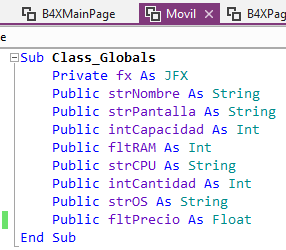 B4XMainPage Movil x B4XPag
e
Sub Class_Globals
Private fx As JFX
Public strNombre As String
Public strPantalla As String
Public intCapacidad As Int
Public fltRAM As Int
Public strCPU As String
Public intCantidad As Int
Public strOS As String
Public fltPrecio As Float
End Sub